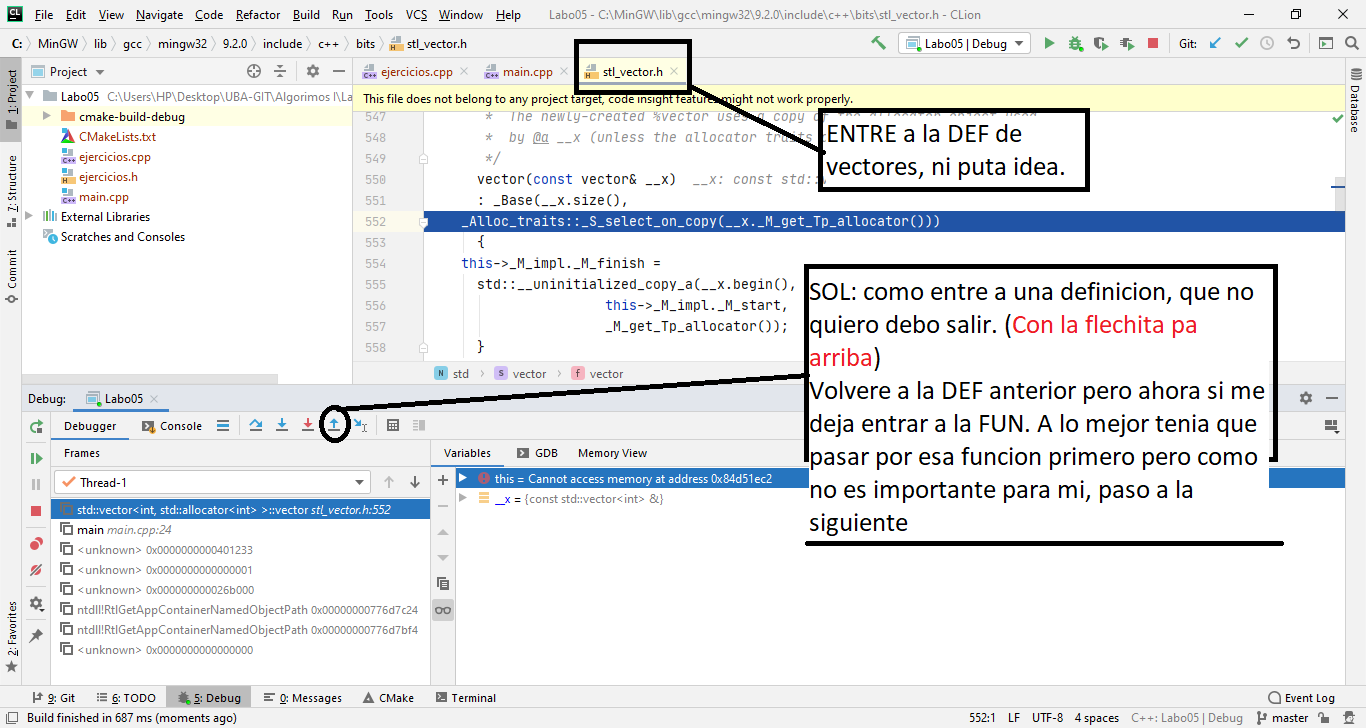 File Edit View Navigate Code Refactor Build Run Tools VCS Window Help Labo05 - C:\MinGW\lib\gcc\mingw32\9.2.0\include\c++\bits\stl_vector.h - CLion
C: MinGW lib gcc mingw32 9.2.0 include c++ bits stl_vector.h Labo05 | Debug Git:
Project ejercicios.cpp main.cpp stl_vector.h
1: Project
7: Structure
Commit
2: Favorites
Database
Labo05 C:\Users\HP\Desktop\UBA-GIT\Algorimos I\La
cmake-build-debug
CMakeLists.txt
ejercicios.cpp
ejercicios.h
main.cpp
External Libraries
Scratches and Consoles
This file does not belong to any project target, code insight features might not work properly.
547 * The newly-created %vector uses a copy of the allocator object used
548 * by @a __x (unless the allocator traits
549 */
550 vector(const vector& __x) __x: const std::
551 : _Base(__x.size(),
552 _Alloc_traits::_S_select_on_copy(__x._M_get_Tp_allocator()))
553 {
554 this->_M_impl._M_finish =
555 std::__uninitialized_copy_a(__x.begin(),
556 this->_M_impl._M_start,
557 _M_get_Tp_allocator());
558 }
std vector vector
ENTRE a la DEF de
vectores, ni puta idea.
SOL: como entre a una definicion, que no
quiero debo salir. (Con la flechita pa
arriba)
Volvere a la DEF anterior pero ahora si me
deja entrar a la FUN. A lo mejor tenia que
pasar por esa funcion primero pero como
no es importante para mi, paso a la
siguiente
Debug: Labo05
Debugger Console
Frames
Thread-1
std::vector<int, std::allocator<int> >::vector stl_vector.h:552
main main.cpp:24
<unknown> 0x0000000000401233
<unknown> 0x0000000000000001
<unknown> 0x000000000026b000
ntdll!RtlGetAppContainerNamedObjectPath 0x00000000776d7c24
ntdll!RtlGetAppContainerNamedObjectPath 0x00000000776d7bf4
<unknown> 0x0000000000000000
Variables GDB Memory View
this = Cannot access memory at address 0x84d51ec2
__x = {const std::vector<int> &}
9: Git 6: TODO 5: Debug 0: Messages CMake Terminal Event Log
Build finished in 687 ms (moments ago) 552:1 LF UTF-8 4 spaces C++: Labo05 | Debug master